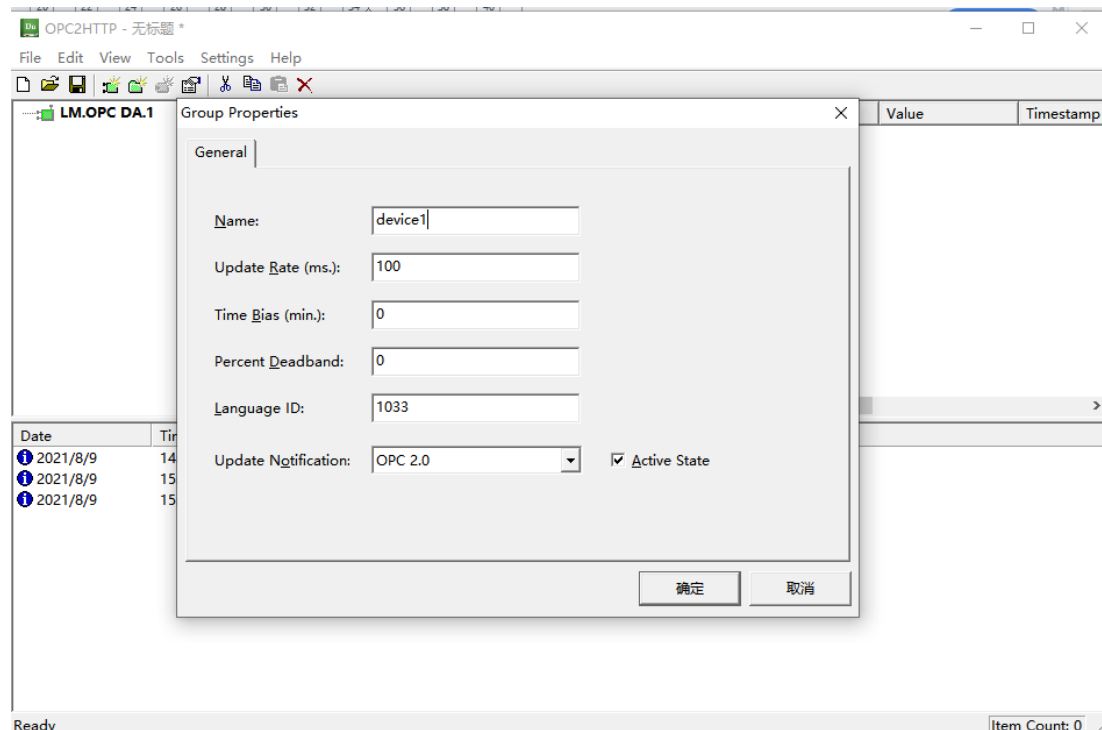 OPC2HTTP - 无标题 *
File Edit View Tools Settings Help
LM.OPC DA.1
Value Timestamp
Group Properties
General
Name: device1
Update Rate (ms.): 100
Time Bias (min.): 0
Percent Deadband: 0
Language ID: 1033
Update Notification: OPC 2.0 Active State
确定 取消
Date
2021/8/9 14
2021/8/9 15
2021/8/9 15
Ready Item Count: 0